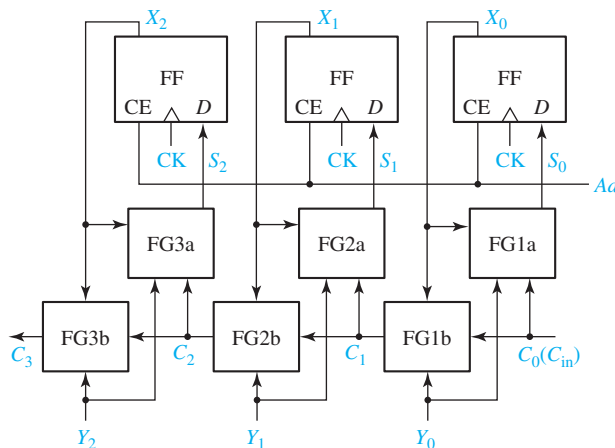 X₂ X₁ X₀
FF FF FF
CE D CE D CE D
CK S₂ CK S₁ CK S₀
Ad
FG3a FG2a FG1a
FG3b FG2b FG1b
C₃ C₂ C₁ C₀(Cᵢₙ)
Y₂ Y₁ Y₀